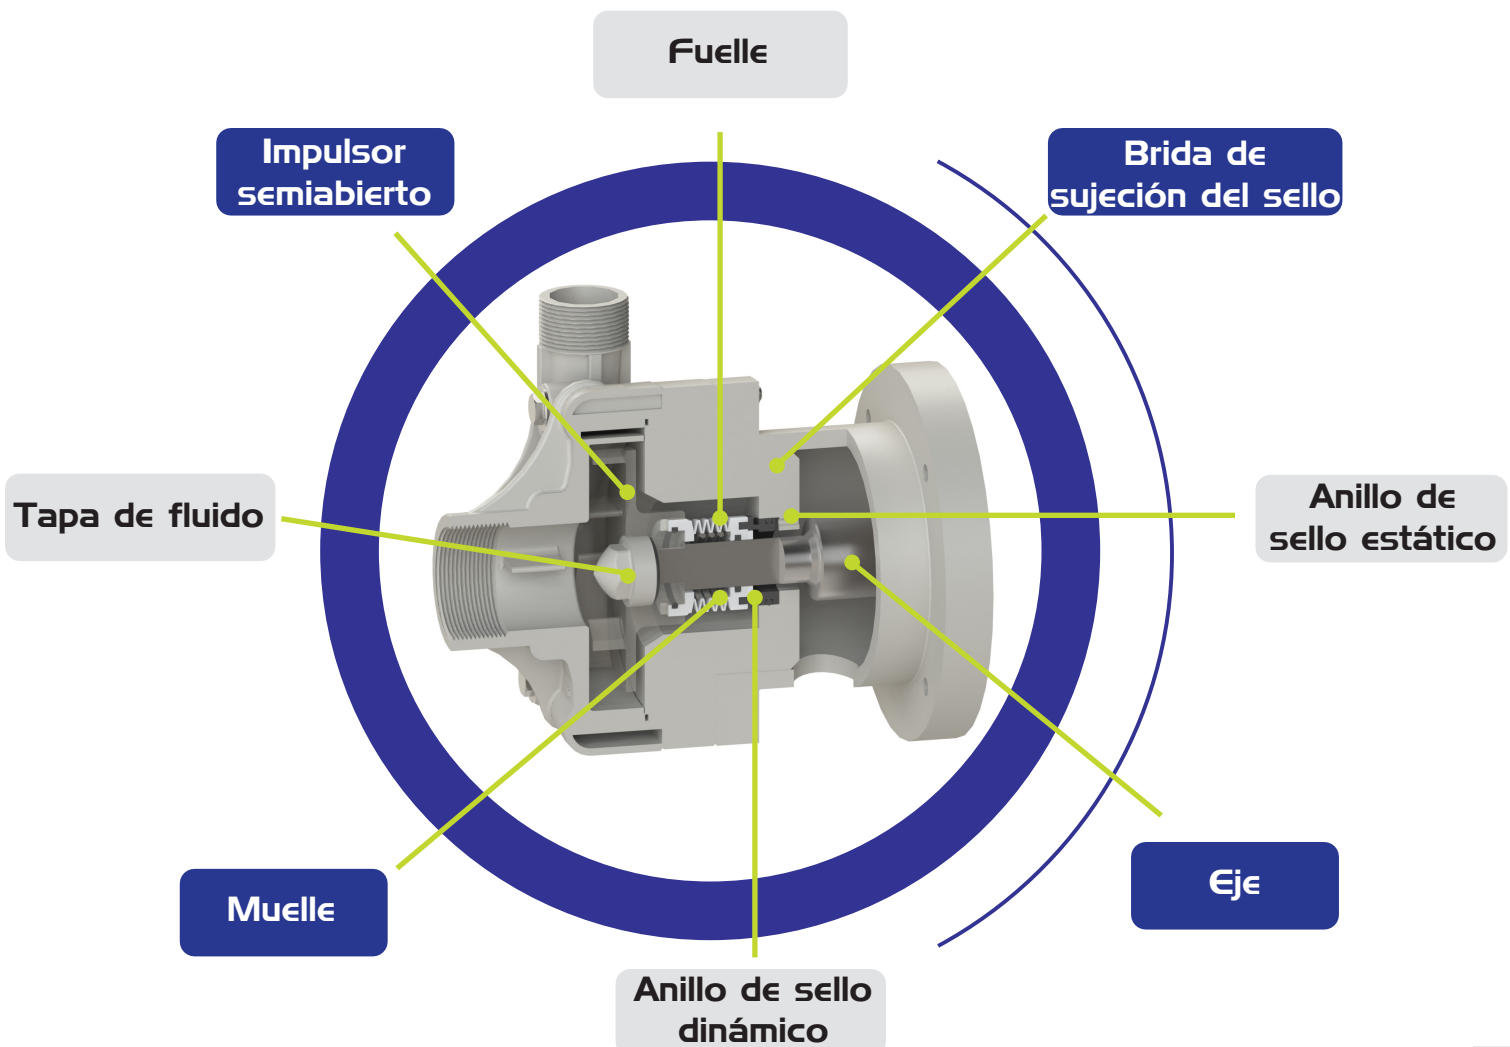 Fuelle
Impulsor
semiabierto
Brida de
sujeción del sello
Tapa de fluido
Anillo de
sello estático
Muelle
Eje
Anillo de sello
dinámico